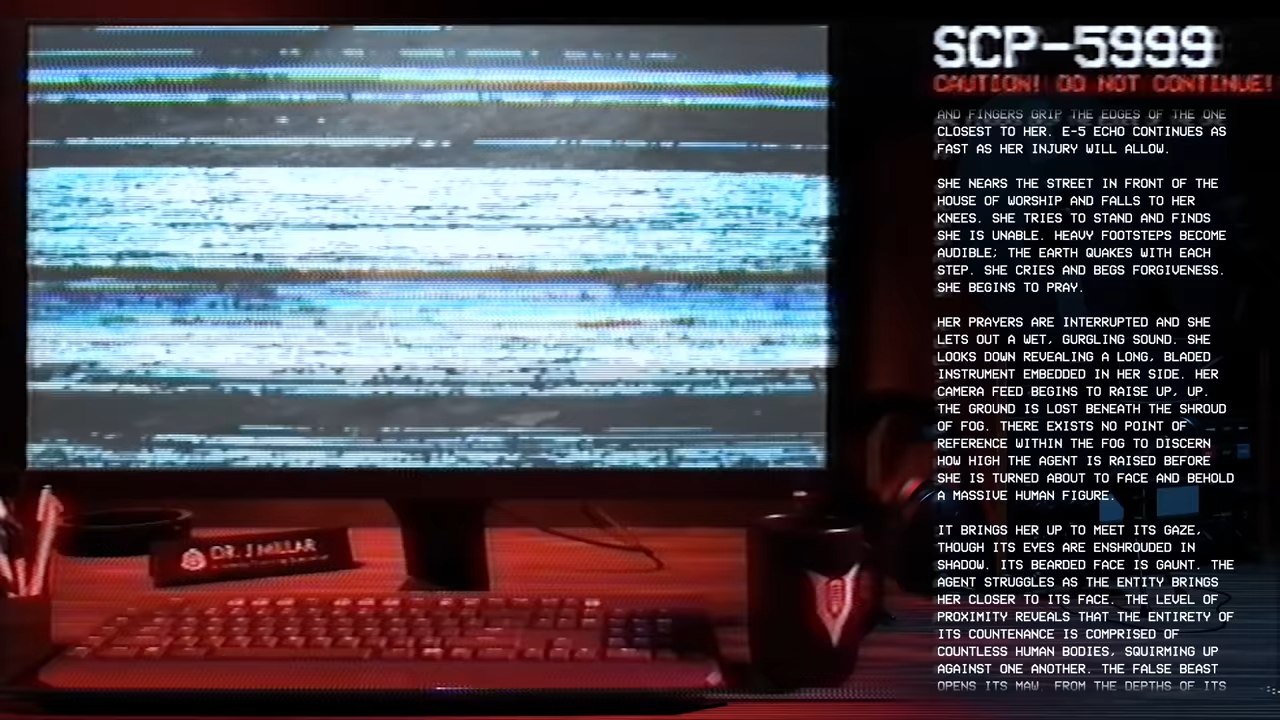 SCP-5999
CAUTION! DO NOT CONTINUE!
AND FINGERS GRIP THE EDGES OF THE ONE
CLOSEST TO HER. E-5 ECHO CONTINUES AS
FAST AS HER INJURY WILL ALLOW.
SHE NEARS THE STREET IN FRONT OF THE
HOUSE OF WORSHIP AND FALLS TO HER
KNEES. SHE TRIES TO STAND AND FINDS
SHE IS UNABLE. HEAVY FOOTSTEPS BECOME
AUDIBLE; THE EARTH QUAKES WITH EACH
STEP. SHE CRIES AND BEGS FORGIVENESS.
SHE BEGINS TO PRAY.
HER PRAYERS ARE INTERRUPTED AND SHE
LETS OUT A WET, GURGLING SOUND. SHE
LOOKS DOWN REVEALING A LONG, BLADED
INSTRUMENT EMBEDDED IN HER SIDE. HER
CAMERA FEED BEGINS TO RAISE UP, UP.
THE GROUND IS LOST BENEATH THE SHROUD
OF FOG. THERE EXISTS NO POINT OF
REFERENCE WITHIN THE FOG TO DISCERN
HOW HIGH THE AGENT IS RAISED BEFORE
SHE IS TURNED ABOUT TO FACE AND BEHOLD
A MASSIVE HUMAN FIGURE.
IT BRINGS HER UP TO MEET ITS GAZE,
THOUGH ITS EYES ARE ENSHROUDED IN
SHADOW. ITS BEARDED FACE IS GAUNT. THE
AGENT STRUGGLES AS THE ENTITY BRINGS
HER CLOSER TO ITS FACE. THE LEVEL OF
PROXIMITY REVEALS THAT THE ENTIRETY OF
ITS COUNTENANCE IS COMPRISED OF
COUNTLESS HUMAN BODIES, SQUIRMING UP
AGAINST ONE ANOTHER. THE FALSE BEAST
OPENS ITS MAW. FROM THE DEPTHS OF ITS
DR. J MILLAR